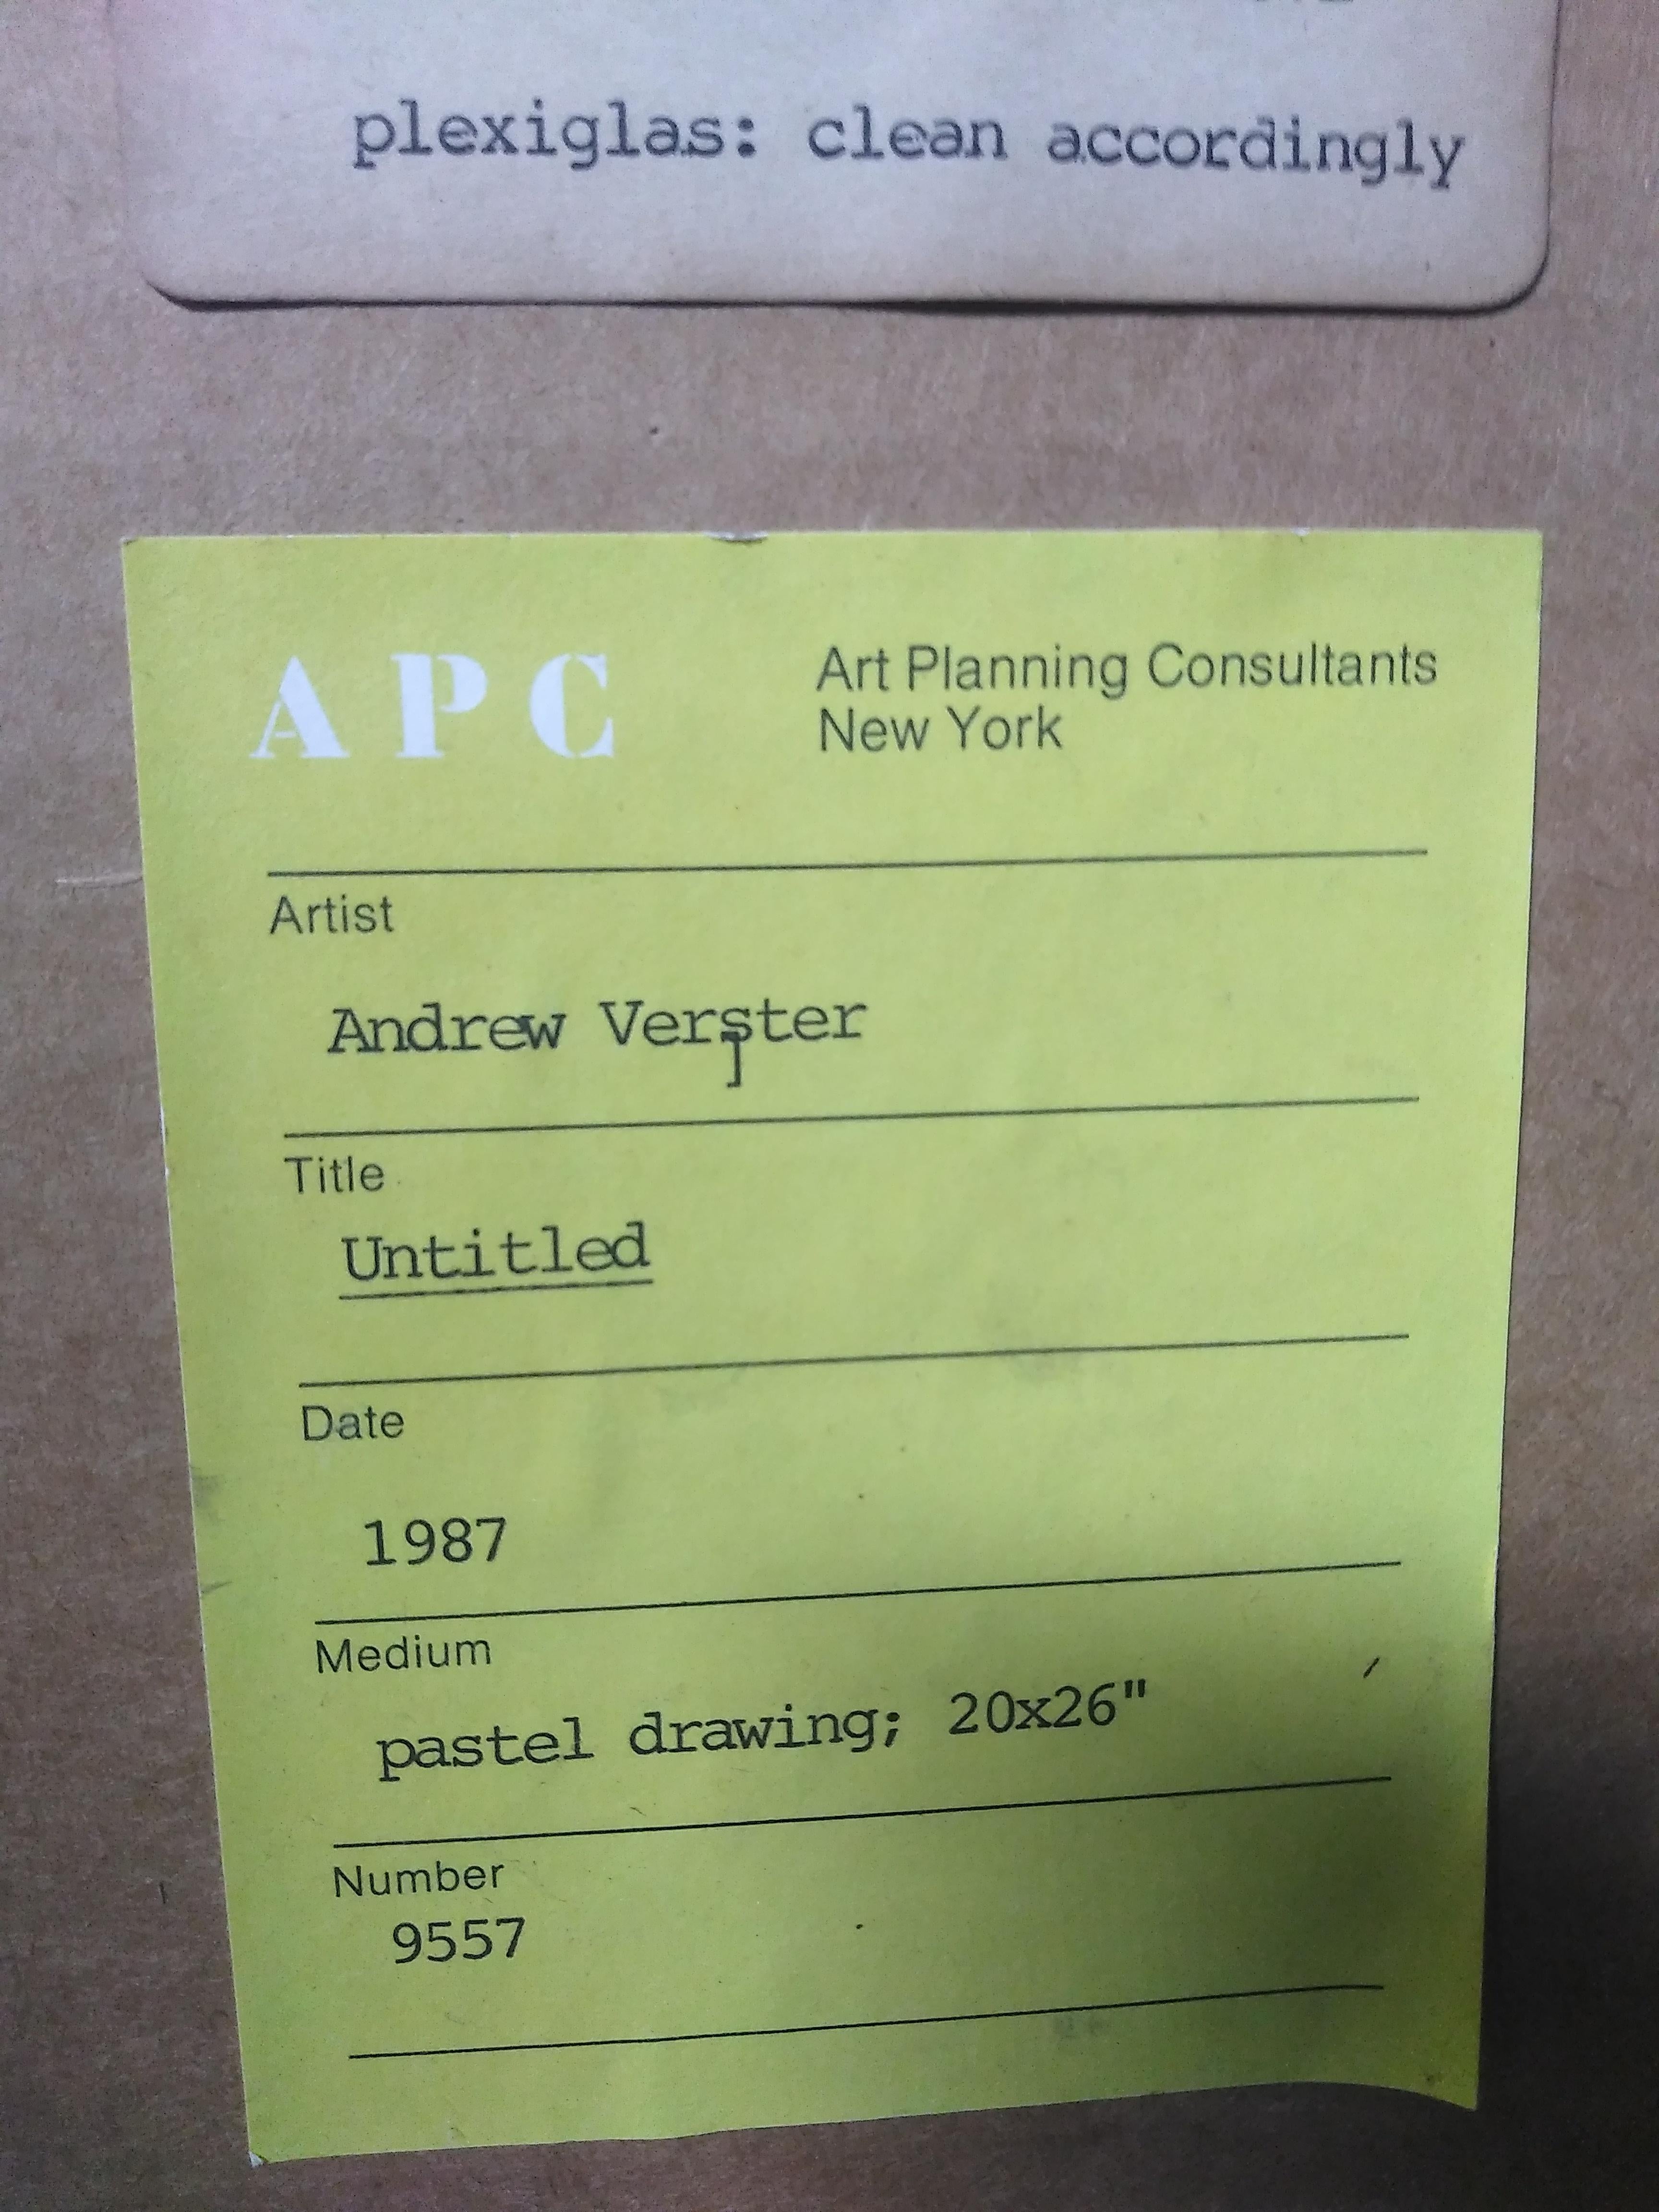 plexiglas: clean accordingly
A P C
Art Planning Consultants
New York
Artist
Andrew Verster
Title
Untitled
Date
1987
Medium
pastel drawing; 20x26"
Number
9557